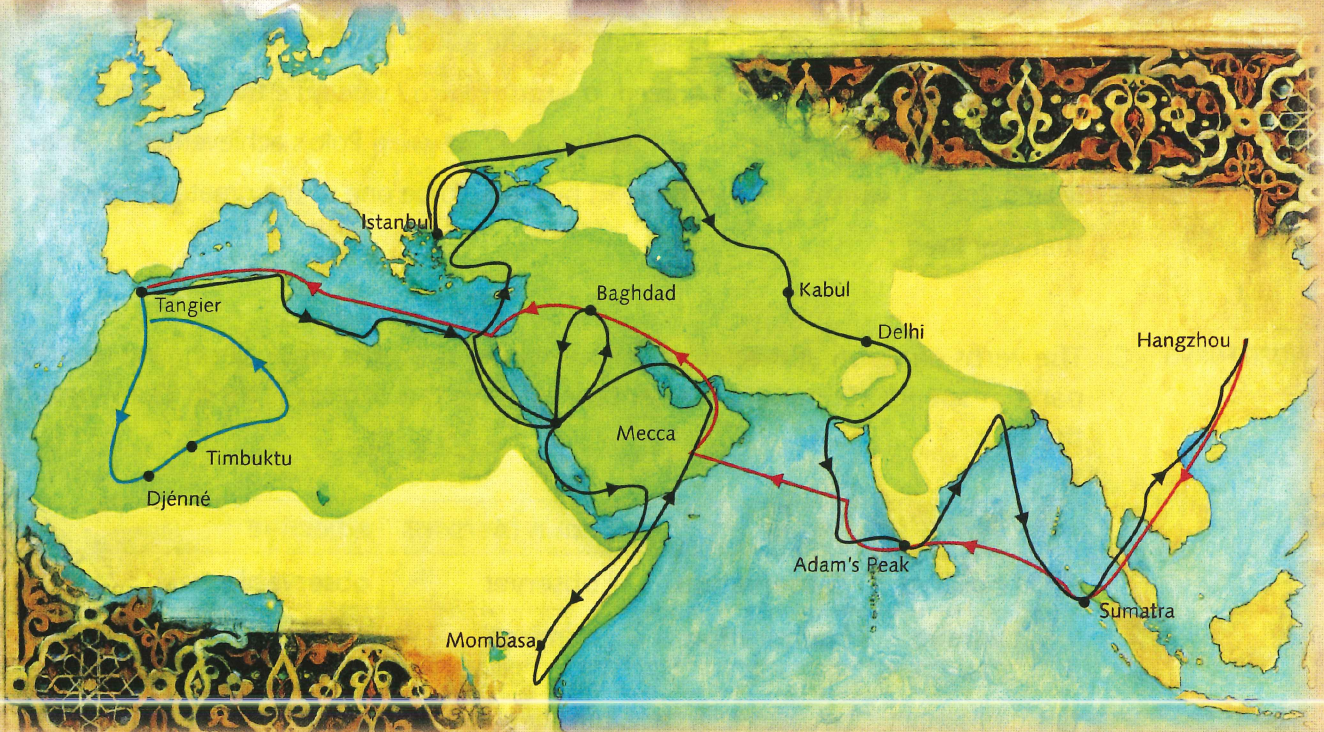 Istanbul
Tangier
Baghdad
Kabul
Delhi
Hangzhou
Mecca
Timbuktu
Djénné
Adam's Peak
Sumatra
Mombasa